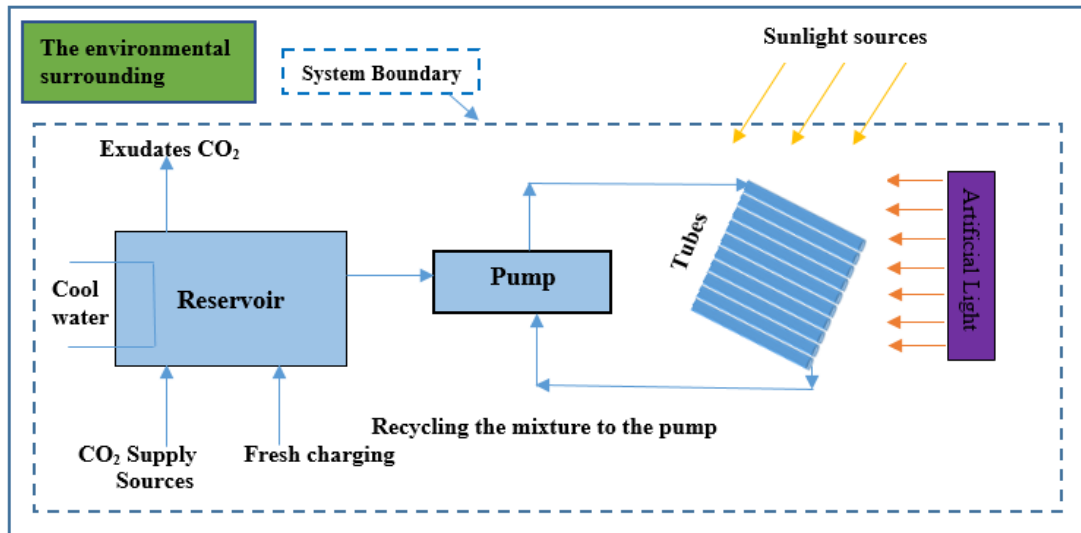 The environmental
surrounding
System Boundary
Sunlight sources
Exudates CO₂
Cool
water
Reservoir
Pump
Tubes
Artificial Light
Recycling the mixture to the pump
CO₂ Supply
Sources
Fresh charging